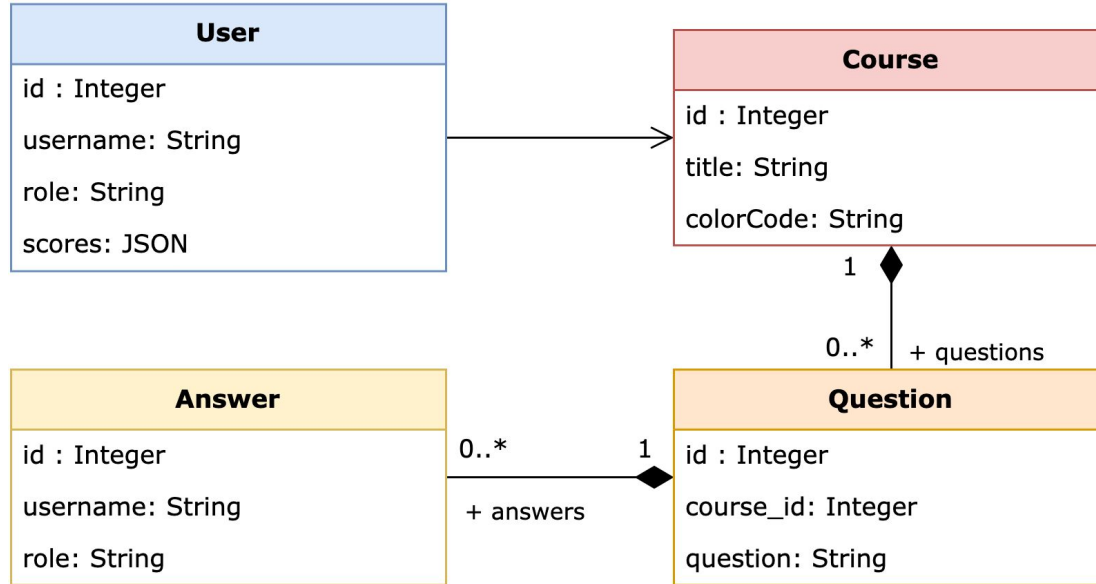 User
id : Integer
username: String
role: String
scores: JSON
Course
id : Integer
title: String
colorCode: String
1
0..*
+ questions
Answer
id : Integer
username: String
role: String
0..*
1
+ answers
Question
id : Integer
course_id: Integer
question: String